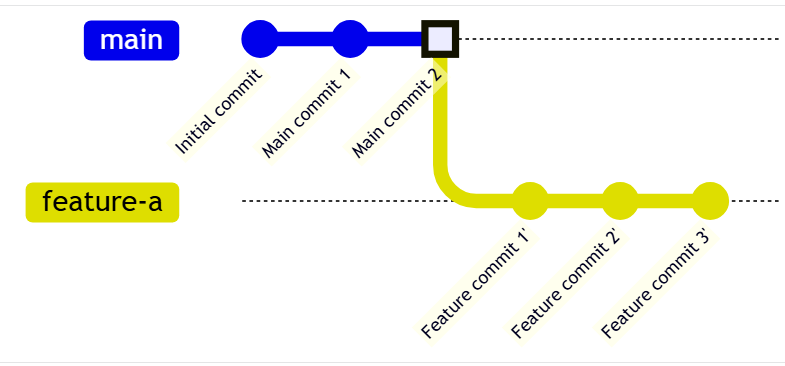 main
Initial commit
Main commit 1
Main commit 2
feature-a
Feature commit 1'
Feature commit 2'
Feature commit 3'